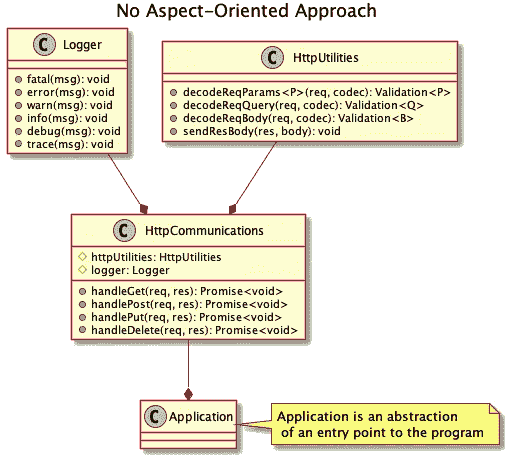 No Aspect-Oriented Approach
C Logger
fatal(msg): void
error(msg): void
warn(msg): void
info(msg): void
debug(msg): void
trace(msg): void
C HttpUtilities
decodeReqParams<P>(req, codec): Validation<P>
decodeReqQuery(req, codec): Validation<Q>
decodeReqBody(req, codec): Validation<B>
sendResBody(res, body): void
C HttpCommunications
httpUtilities: HttpUtilities
logger: Logger
handleGet(req, res): Promise<void>
handlePost(req, res): Promise<void>
handlePut(req, res): Promise<void>
handleDelete(req, res): Promise<void>
C Application
Application is an abstraction
of an entry point to the program